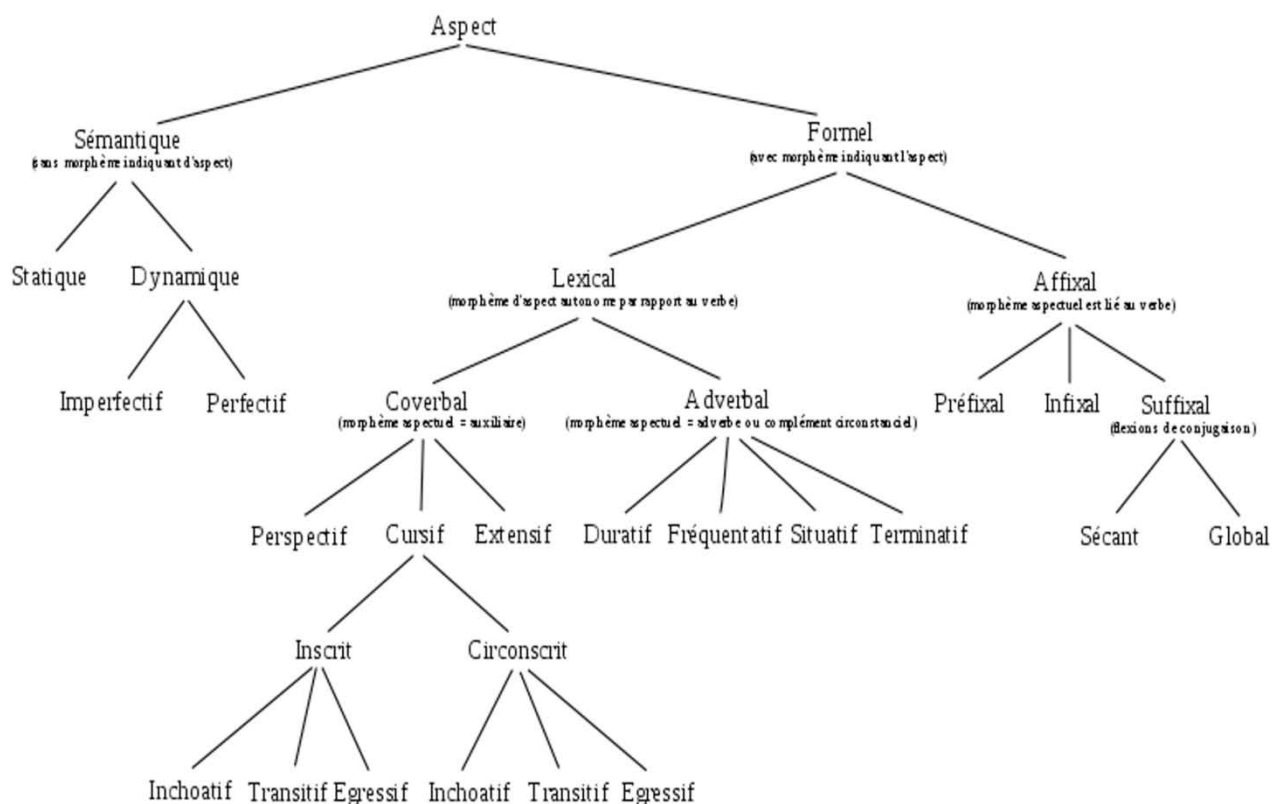 Aspect
Sémantique
(sans morphème indiquant d'aspect)
Formel
(avec morphème indiquant l'aspect)
Statique
Dynamique
Lexical
(morphème d'aspect autonome par rapport au verbe)
Affixal
(morphème aspectuel est lié au verbe)
Imperfectif
Perfectif
Coverbal
(morphème aspectuel = auxiliaire)
Adverbal
(morphème aspectuel = adverbe ou complément circonstanciel)
Préfixal
Infixal
Suffixal
(flexions de conjugaison)
Perspectif
Cursif
Extensif
Duratif
Fréquentatif
Situatif
Terminatif
Sécant
Global
Inscrit
Circonscrit
Inchoatif
Transitif
Egressif
Inchoatif
Transitif
Egressif